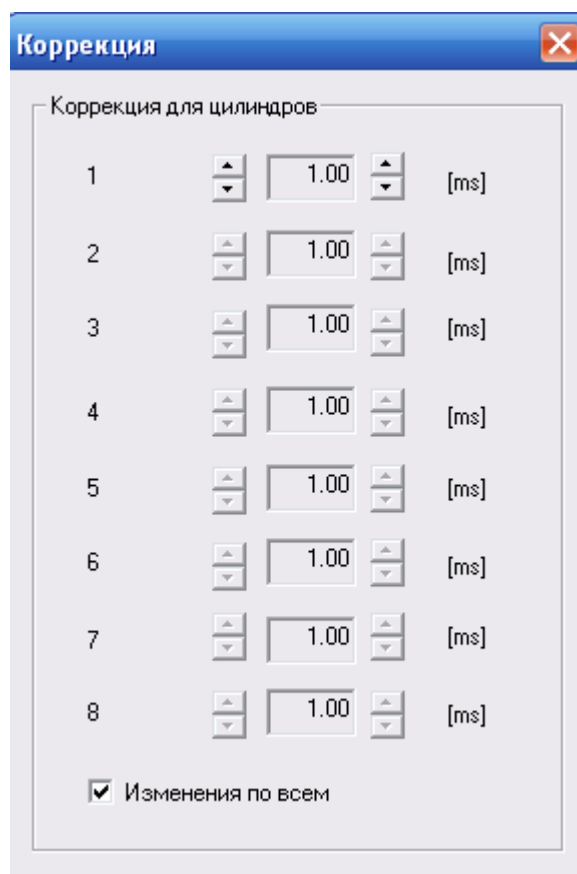 Коррекция
Коррекция для цилиндров
1 1.00 [ms]
2 1.00 [ms]
3 1.00 [ms]
4 1.00 [ms]
5 1.00 [ms]
6 1.00 [ms]
7 1.00 [ms]
8 1.00 [ms]
Изменения по всем